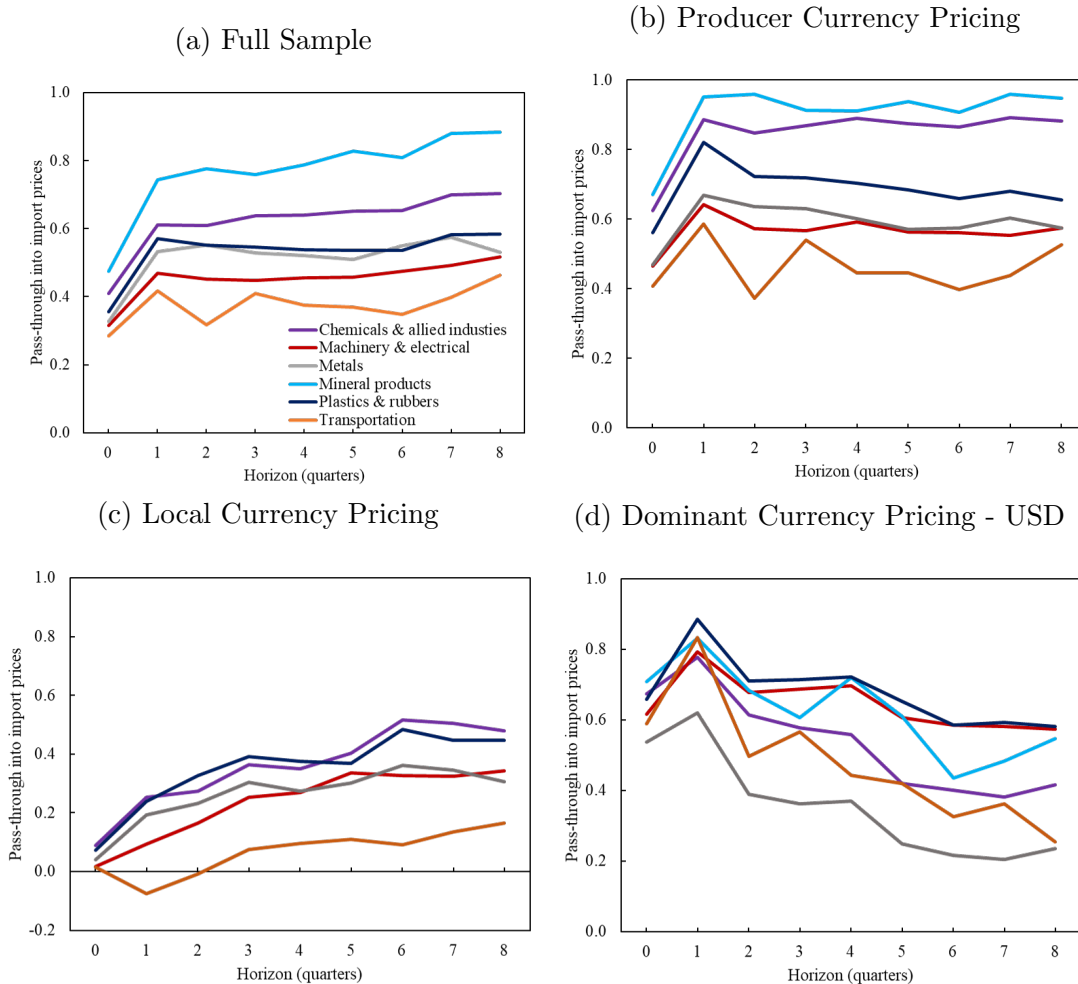 (a) Full Sample
Pass-through into import prices
1.0
0.8
0.6
0.4
0.2
0.0
Chemicals & allied industies
Machinery & electrical
Metals
Mineral products
Plastics & rubbers
Transportation
0 1 2 3 4 5 6 7 8
Horizon (quarters)
(b) Producer Currency Pricing
Pass-through into import prices
1.0
0.8
0.6
0.4
0.2
0.0
0 1 2 3 4 5 6 7 8
Horizon (quarters)
(c) Local Currency Pricing
Pass-through into import prices
1.0
0.8
0.6
0.4
0.2
0.0
-0.2
0 1 2 3 4 5 6 7 8
Horizon (quarters)
(d) Dominant Currency Pricing - USD
Pass-through into import prices
1.0
0.8
0.6
0.4
0.2
0.0
0 1 2 3 4 5 6 7 8
Horizon (quarters)